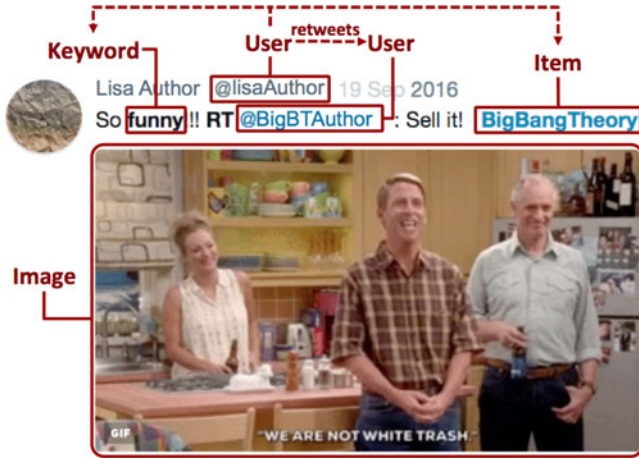 retweets
Keyword User User Item
Lisa Author @lisaAuthor 19 Sep 2016
So funny!! RT @BigBTAuthor : Sell it! BigBangTheory
Image
GIF
"WE ARE NOT WHITE TRASH."